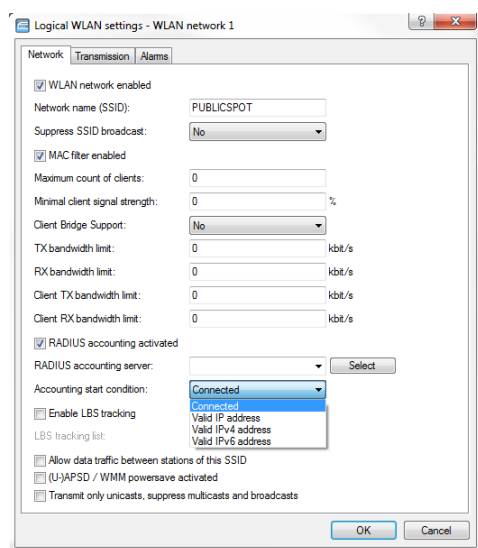 Logical WLAN settings - WLAN network 1
Network Transmission Alarms
WLAN network enabled
Network name (SSID): PUBLICSPOT
Suppress SSID broadcast: No
MAC filter enabled
Maximum count of clients: 0
Minimal client signal strength: 0 %
Client Bridge Support: No
TX bandwidth limit: 0 kbit/s
RX bandwidth limit: 0 kbit/s
Client TX bandwidth limit: 0 kbit/s
Client RX bandwidth limit: 0 kbit/s
RADIUS accounting activated
RADIUS accounting server: Select
Accounting start condition: Connected
Connected
Enable LBS tracking
Valid IP address
Valid IPv4 address
LBS tracking list:
Valid IPv6 address
Allow data traffic between stations of this SSID
(U-)APSD / WMM powersave activated
Transmit only unicasts, suppress multicasts and broadcasts
OK Cancel